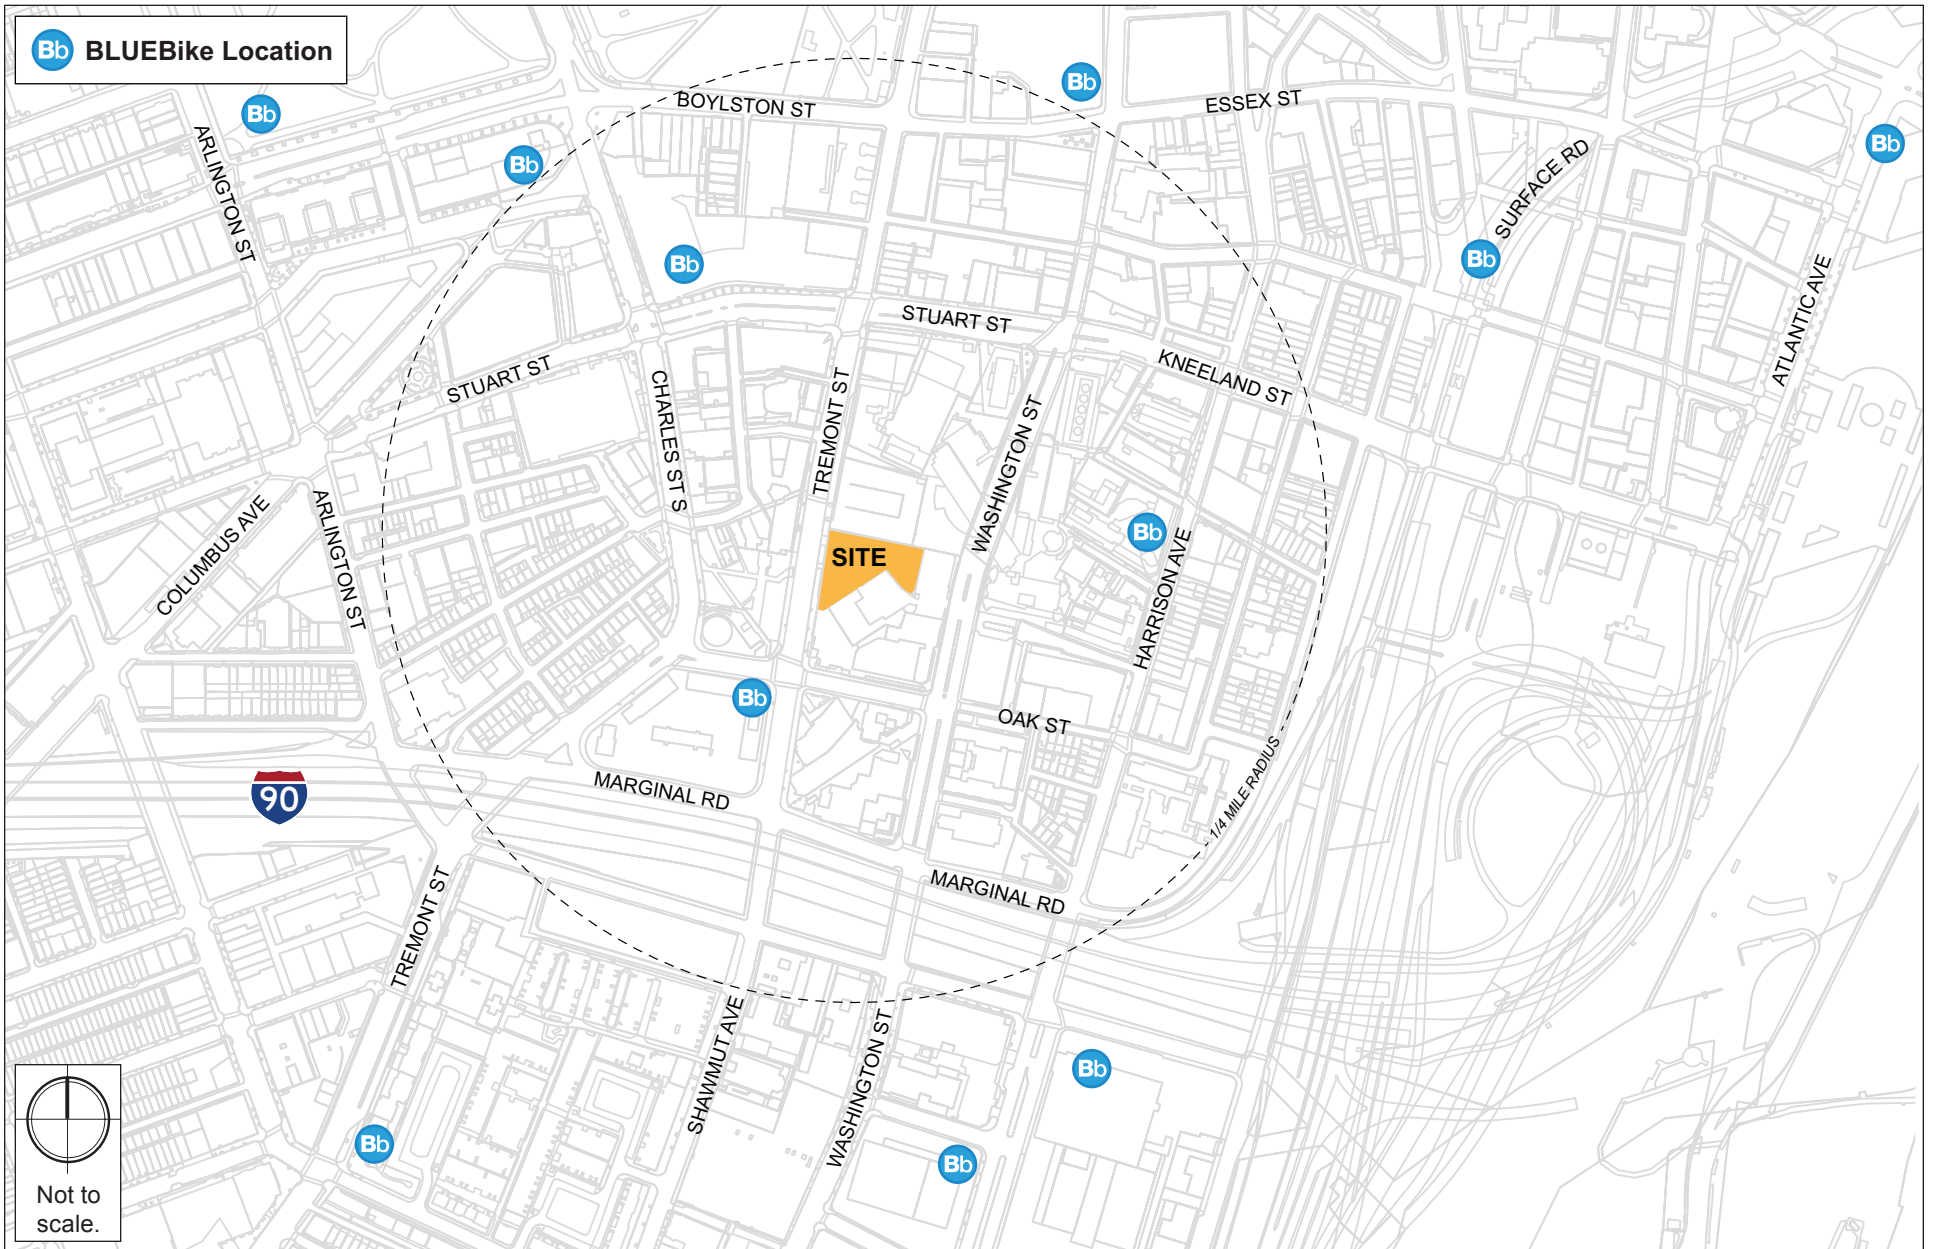 Bb BLUEBike Location
Bb
BOYLSTON ST
Bb
ESSEX ST
Bb
ARLINGTON ST
Bb
SURFACE RD
Bb
Bb
ATLANTIC AVE
STUART ST
STUART ST
KNEELAND ST
CHARLES ST S
TREMONT ST
WASHINGTON ST
COLUMBUS AVE
ARLINGTON ST
SITE
Bb
HARRISON AVE
Bb
OAK ST
1/4 MILE RADIUS
90
MARGINAL RD
MARGINAL RD
TREMONT ST
SHAWMUT AVE
WASHINGTON ST
Bb
Bb
Bb
Not to
scale.